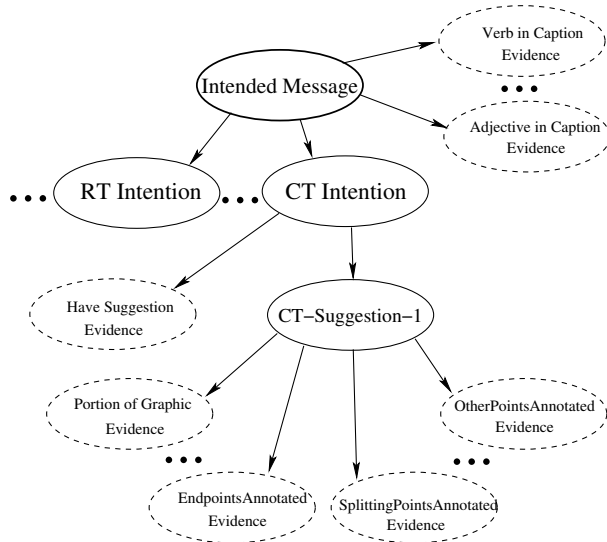 Verb in Caption
Evidence
Intended Message
Adjective in Caption
Evidence
RT Intention
CT Intention
Have Suggestion
Evidence
CT−Suggestion−1
Portion of Graphic
Evidence
OtherPointsAnnotated
Evidence
EndpointsAnnotated
Evidence
SplittingPointsAnnotated
Evidence